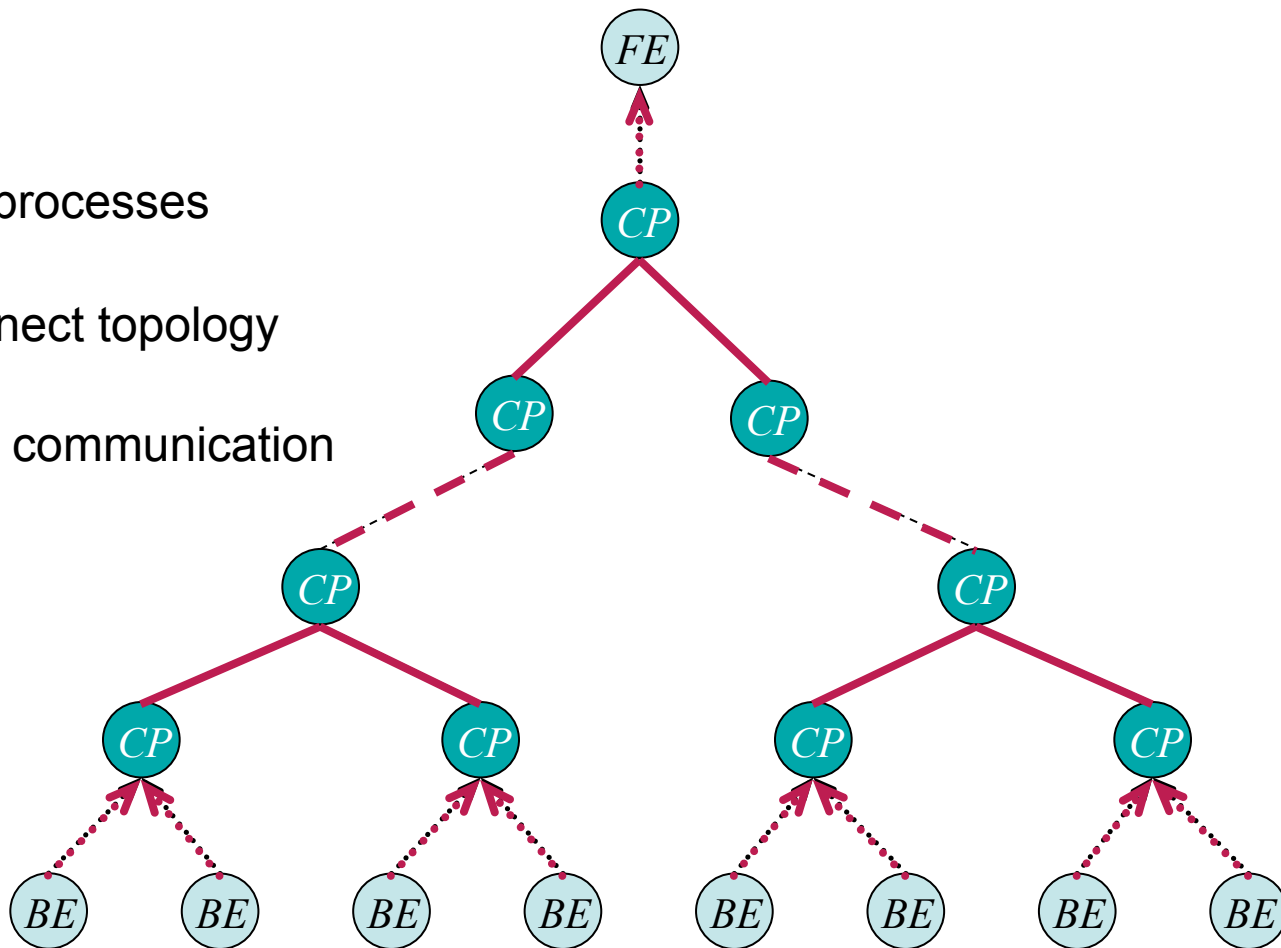 FE
processes
CP
nect topology
CP CP
communication
CP CP
CP CP CP CP
BE BE BE BE BE BE BE BE